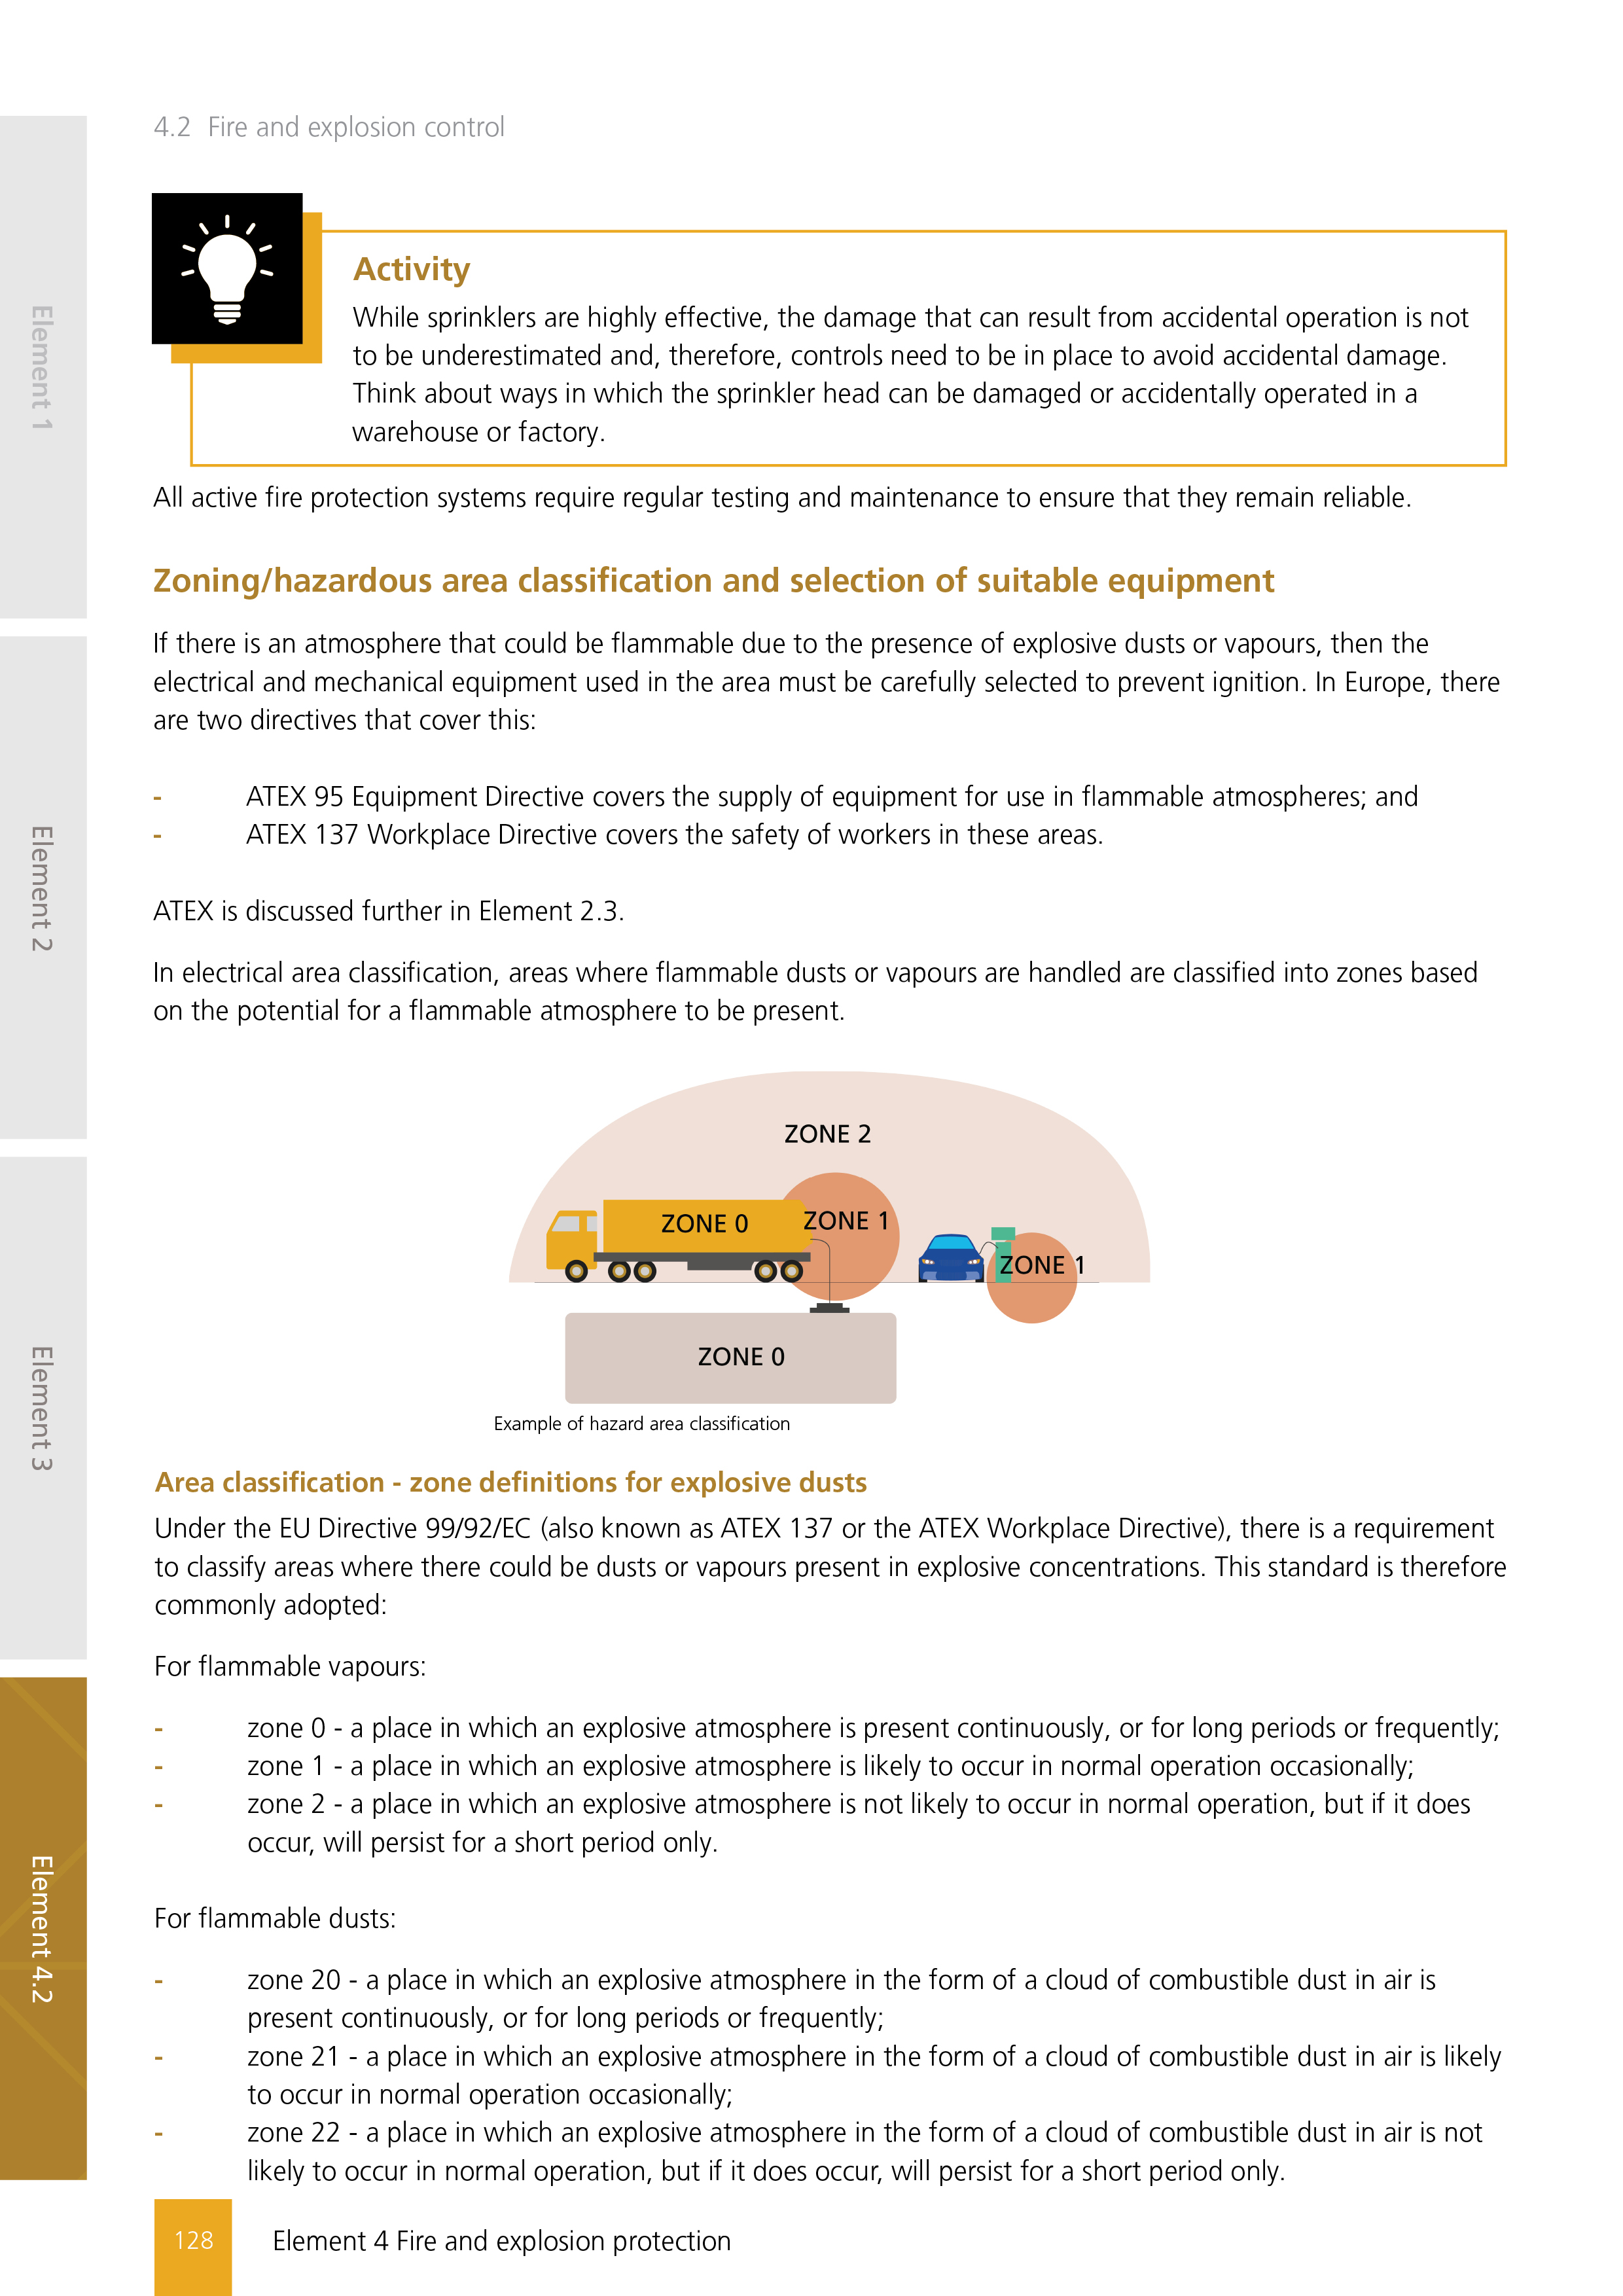 4.2 Fire and explosion control
Activity
While sprinklers are highly effective, the damage that can result from accidental operation is not
to be underestimated and, therefore, controls need to be in place to avoid accidental damage.
Think about ways in which the sprinkler head can be damaged or accidentally operated in a
warehouse or factory.
All active fire protection systems require regular testing and maintenance to ensure that they remain reliable.
Zoning/hazardous area classification and selection of suitable equipment
If there is an atmosphere that could be flammable due to the presence of explosive dusts or vapours, then the
electrical and mechanical equipment used in the area must be carefully selected to prevent ignition. In Europe, there
are two directives that cover this:
- ATEX 95 Equipment Directive covers the supply of equipment for use in flammable atmospheres; and
- ATEX 137 Workplace Directive covers the safety of workers in these areas.
ATEX is discussed further in Element 2.3.
In electrical area classification, areas where flammable dusts or vapours are handled are classified into zones based
on the potential for a flammable atmosphere to be present.
ZONE 2
ZONE 0
ZONE 1
ZONE 1
ZONE 0
Example of hazard area classification
Area classification - zone definitions for explosive dusts
Under the EU Directive 99/92/EC (also known as ATEX 137 or the ATEX Workplace Directive), there is a requirement
to classify areas where there could be dusts or vapours present in explosive concentrations. This standard is therefore
commonly adopted:
For flammable vapours:
- zone 0 - a place in which an explosive atmosphere is present continuously, or for long periods or frequently;
- zone 1 - a place in which an explosive atmosphere is likely to occur in normal operation occasionally;
- zone 2 - a place in which an explosive atmosphere is not likely to occur in normal operation, but if it does
occur, will persist for a short period only.
For flammable dusts:
- zone 20 - a place in which an explosive atmosphere in the form of a cloud of combustible dust in air is
present continuously, or for long periods or frequently;
- zone 21 - a place in which an explosive atmosphere in the form of a cloud of combustible dust in air is likely
to occur in normal operation occasionally;
- zone 22 - a place in which an explosive atmosphere in the form of a cloud of combustible dust in air is not
likely to occur in normal operation, but if it does occur, will persist for a short period only.
128
Element 4 Fire and explosion protection
Element 1
Element 2
Element 3
Element 4.2